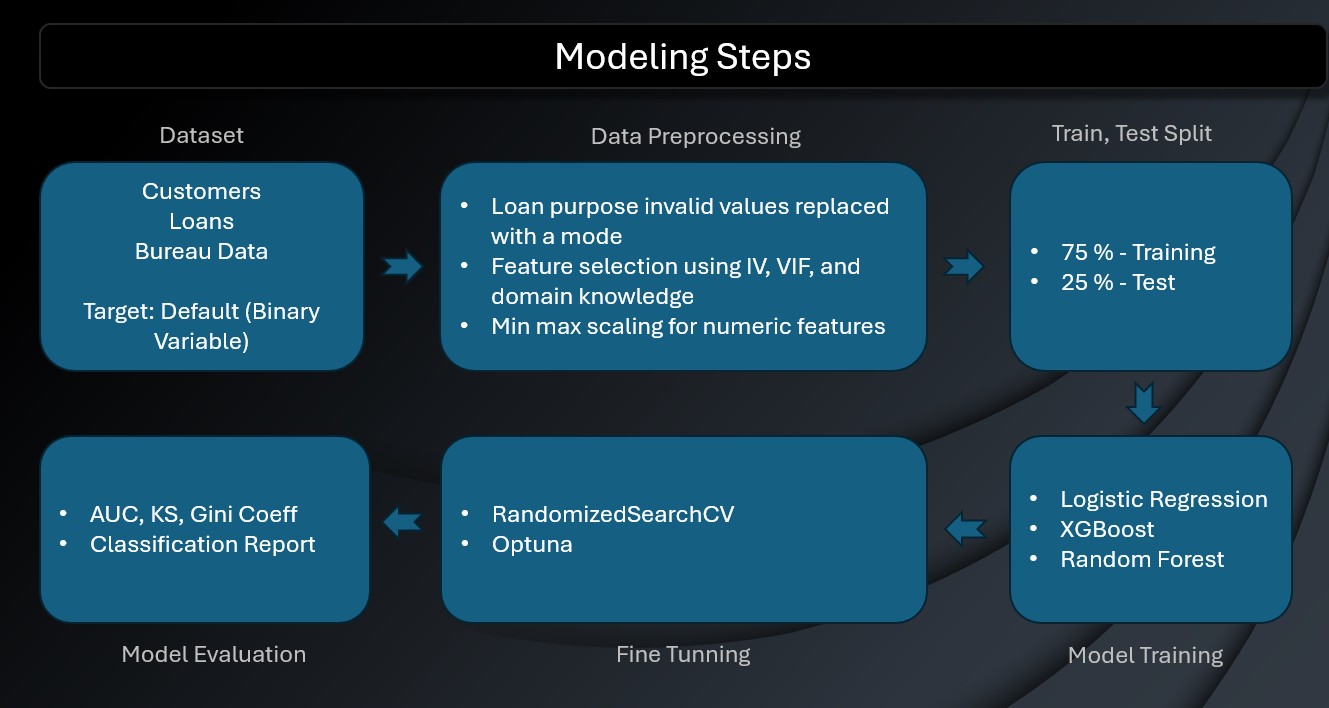 Modeling Steps
Dataset
Customers
Loans
Bureau Data
Target: Default (Binary
Variable)
Data Preprocessing
• Loan purpose invalid values replaced
with a mode
• Feature selection using IV, VIF, and
domain knowledge
• Min max scaling for numeric features
Train, Test Split
• 75 % - Training
• 25 % - Test
• Logistic Regression
• XGBoost
• Random Forest
Model Training
• RandomizedSearchCV
• Optuna
Fine Tunning
• AUC, KS, Gini Coeff
• Classification Report
Model Evaluation